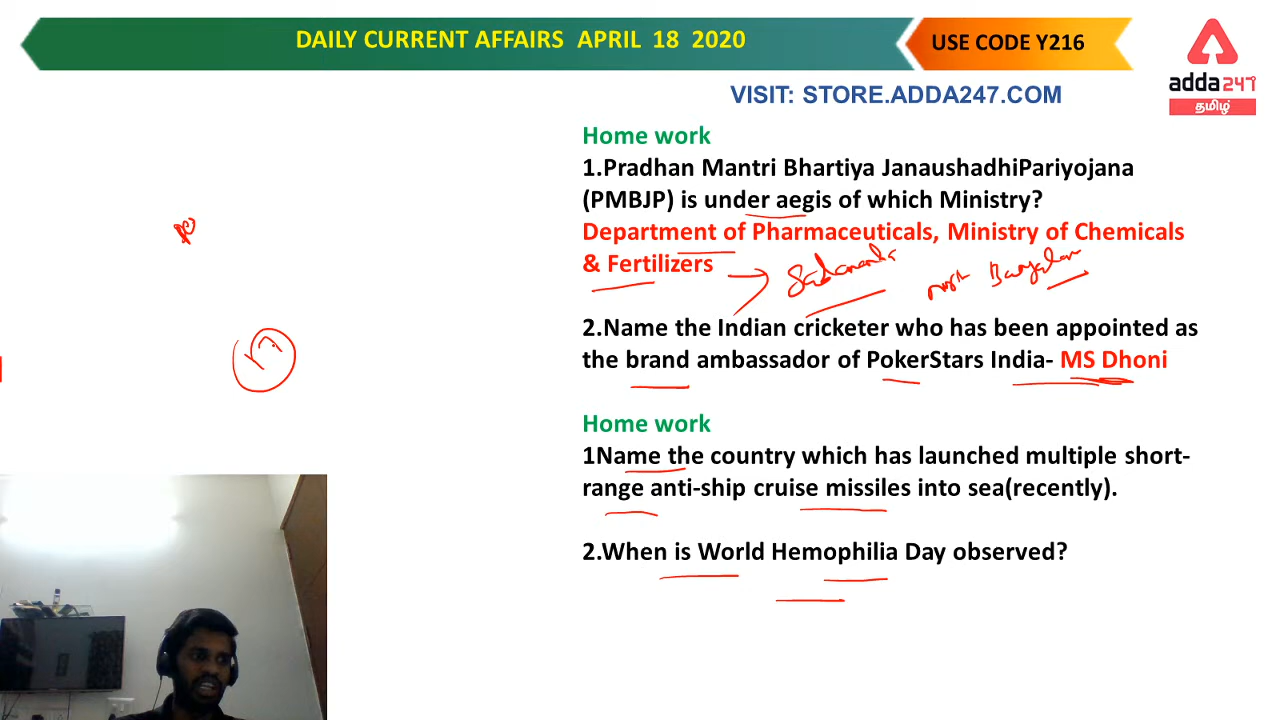 DAILY CURRENT AFFAIRS APRIL 18 2020
USE CODE Y216
adda247
தமிழ்
VISIT: STORE.ADDA247.COM
Home work
1.Pradhan Mantri Bhartiya JanaushadhiPariyojana
(PMBJP) is under aegis of which Ministry?
Department of Pharmaceuticals, Ministry of Chemicals
& Fertilizers
2.Name the Indian cricketer who has been appointed as
the brand ambassador of PokerStars India- MS Dhoni
Home work
1Name the country which has launched multiple short-
range anti-ship cruise missiles into sea(recently).
2.When is World Hemophilia Day observed?